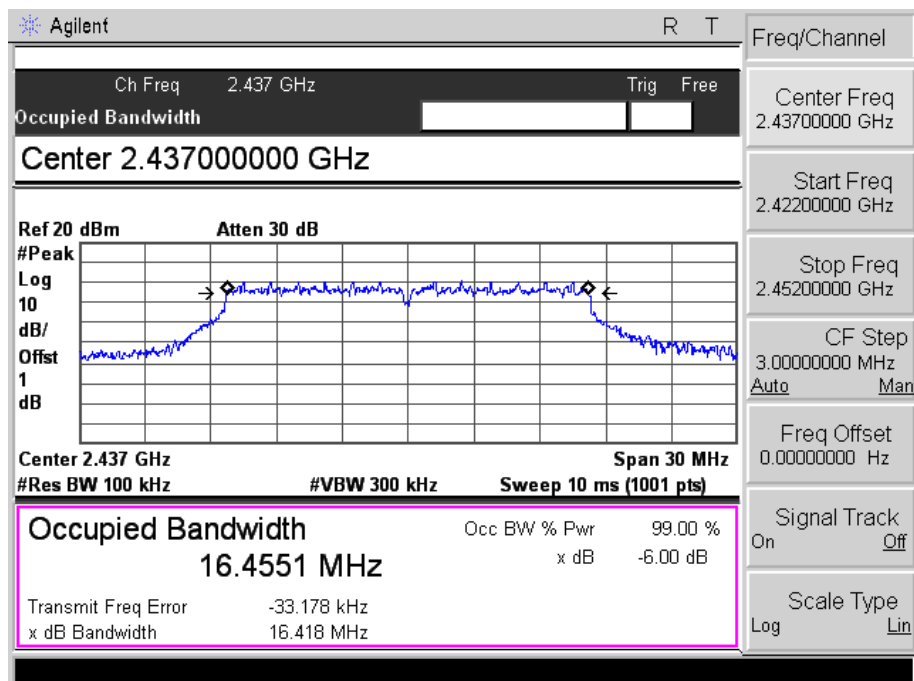 Agilent R T
Freq/Channel
Ch Freq 2.437 GHz Trig Free
Occupied Bandwidth
Center 2.437000000 GHz
Ref 20 dBm Atten 30 dB
#Peak
Log
10
dB/
Offst
1
dB
Center 2.437 GHz Span 30 MHz
#Res BW 100 kHz #VBW 300 kHz Sweep 10 ms (1001 pts)
Occupied Bandwidth
16.4551 MHz
Occ BW % Pwr 99.00 %
x dB -6.00 dB
Transmit Freq Error -33.178 kHz
x dB Bandwidth 16.418 MHz
Center Freq
2.43700000 GHz
Start Freq
2.42200000 GHz
Stop Freq
2.45200000 GHz
CF Step
3.00000000 MHz
Auto Man
Freq Offset
0.00000000 Hz
Signal Track
On Off
Scale Type
Log Lin